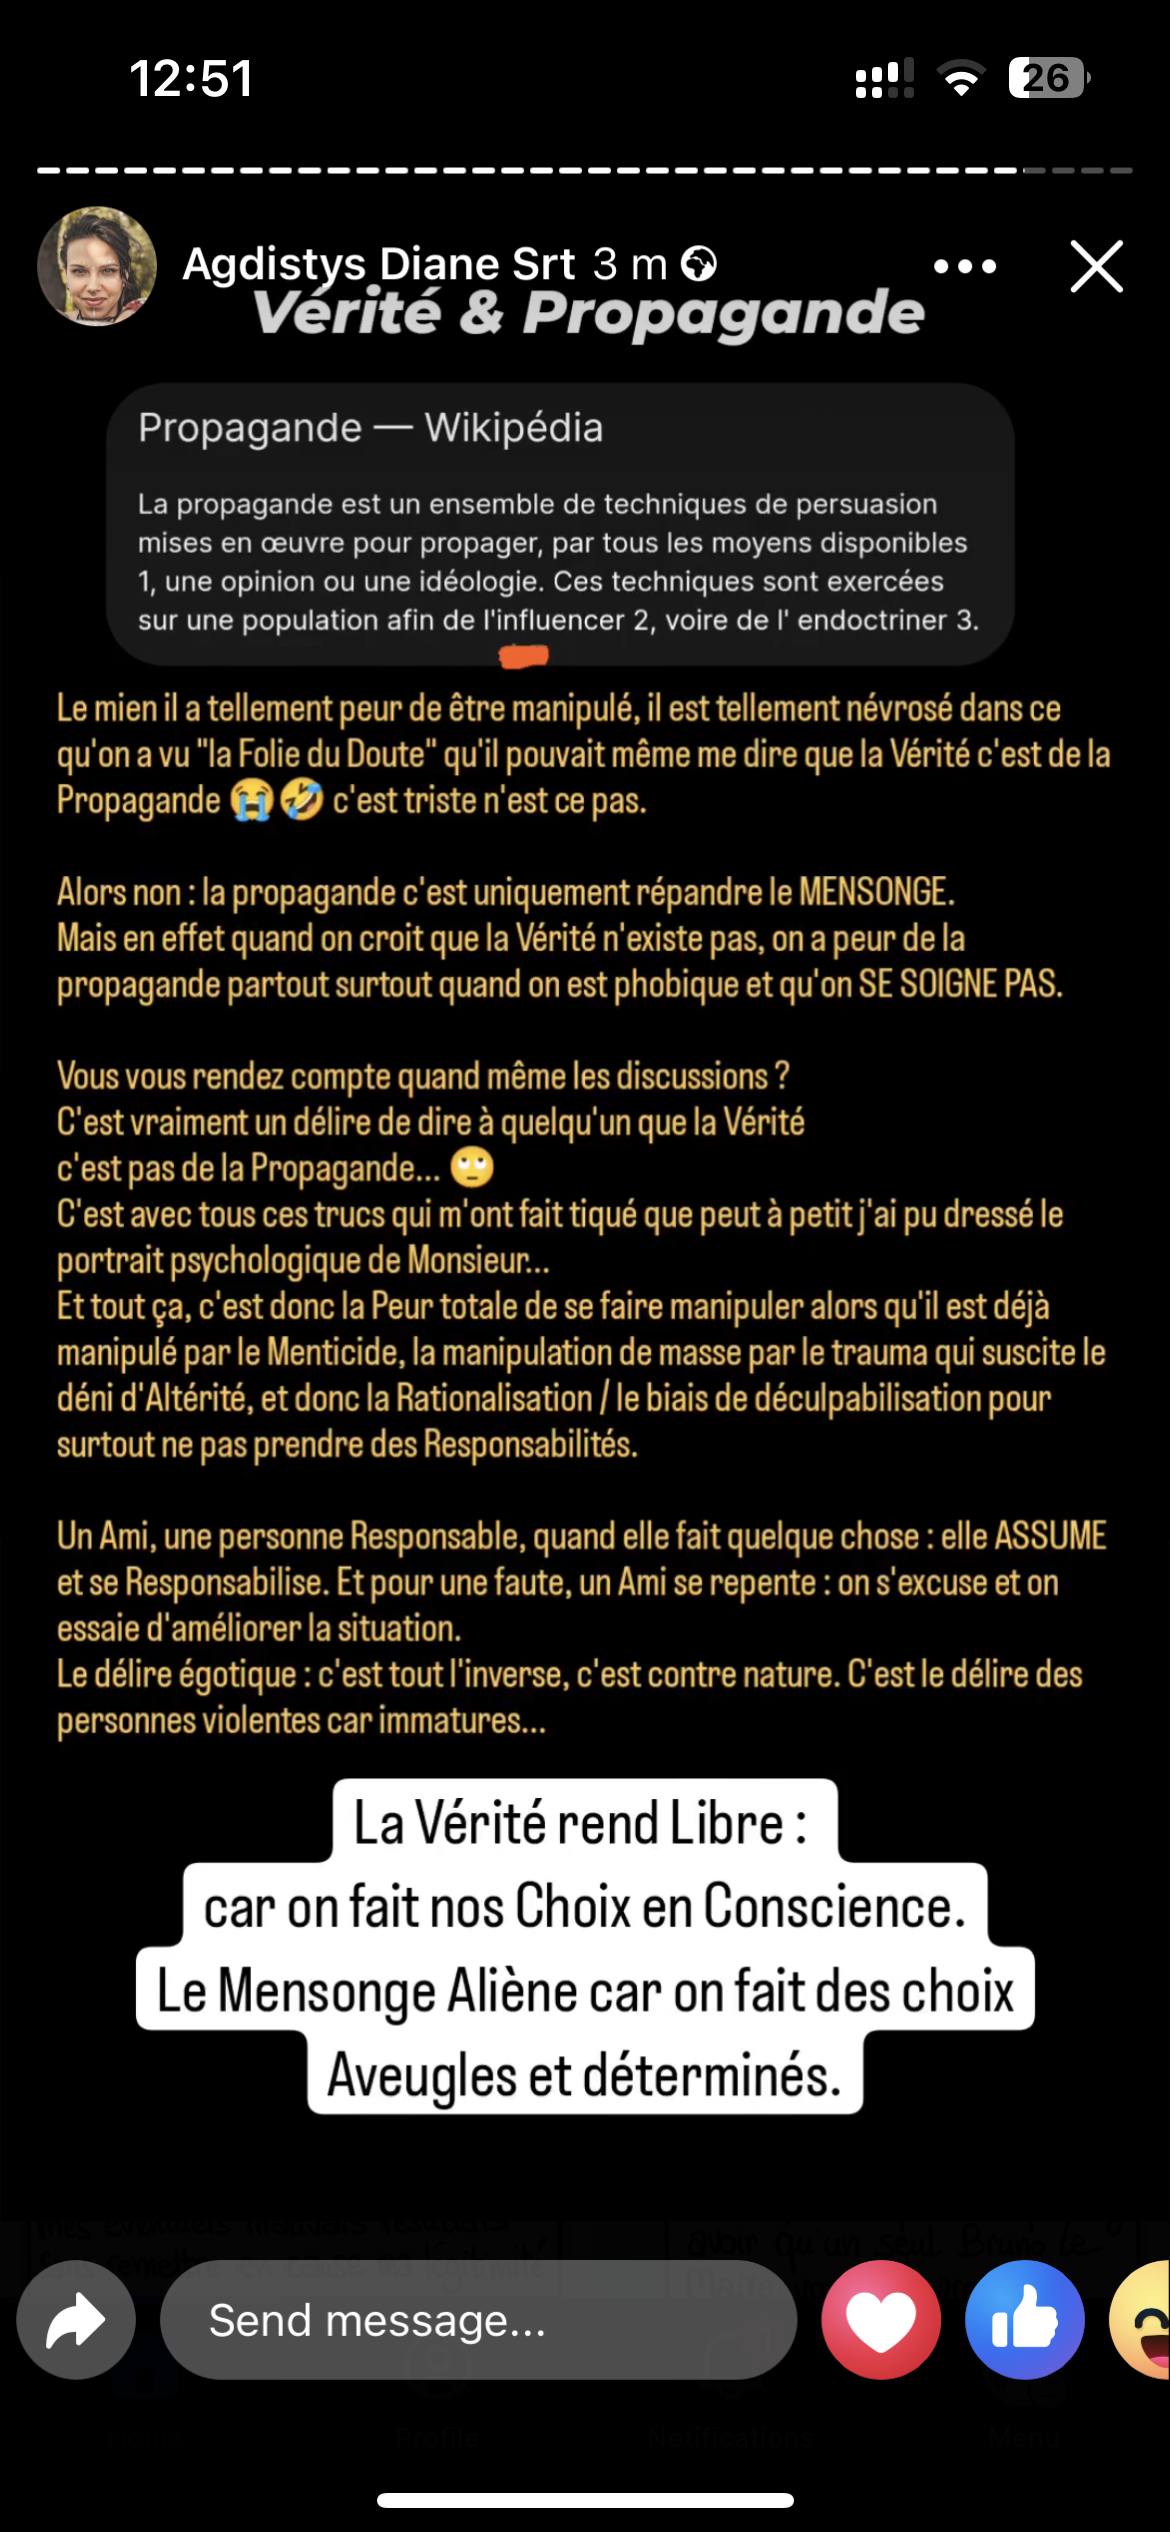 12:51
26
Agdistys Diane Srt 3 m
Vérité & Propagande
Propagande — Wikipédia
La propagande est un ensemble de techniques de persuasion
mises en œuvre pour propager, par tous les moyens disponibles
1, une opinion ou une idéologie. Ces techniques sont exercées
sur une population afin de l'influencer 2, voire de l' endoctriner 3.
Le mien il a tellement peur de être manipulé, il est tellement névrosé dans ce
qu'on a vu "la Folie du Doute" qu'il pouvait même me dire que la Vérité c'est de la
Propagande 😭🤣 c'est triste n'est ce pas.
Alors non : la propagande c'est uniquement répandre le MENSONGE.
Mais en effet quand on croit que la Vérité n'existe pas, on a peur de la
propagande partout surtout quand on est phobique et qu'on SE SOIGNE PAS.
Vous vous rendez compte quand même les discussions ?
C'est vraiment un délire de dire à quelqu'un que la Vérité
c'est pas de la Propagande... 🙄
C'est avec tous ces trucs qui m'ont fait tiqué que peut à petit j'ai pu dressé le
portrait psychologique de Monsieur...
Et tout ça, c'est donc la Peur totale de se faire manipuler alors qu'il est déjà
manipulé par le Menticide, la manipulation de masse par le trauma qui suscite le
déni d'Altérité, et donc la Rationalisation / le biais de déculpabilisation pour
surtout ne pas prendre des Responsabilités.
Un Ami, une personne Responsable, quand elle fait quelque chose : elle ASSUME
et se Responsabilise. Et pour une faute, un Ami se repente : on s'excuse et on
essaie d'améliorer la situation.
Le délire égotique : c'est tout l'inverse, c'est contre nature. C'est le délire des
personnes violentes car immatures...
La Vérité rend Libre :
car on fait nos Choix en Conscience.
Le Mensonge Aliène car on fait des choix
Aveugles et déterminés.
avoir qu'un seul Bruno Le
Send message...
Profile
Notifications
Menu